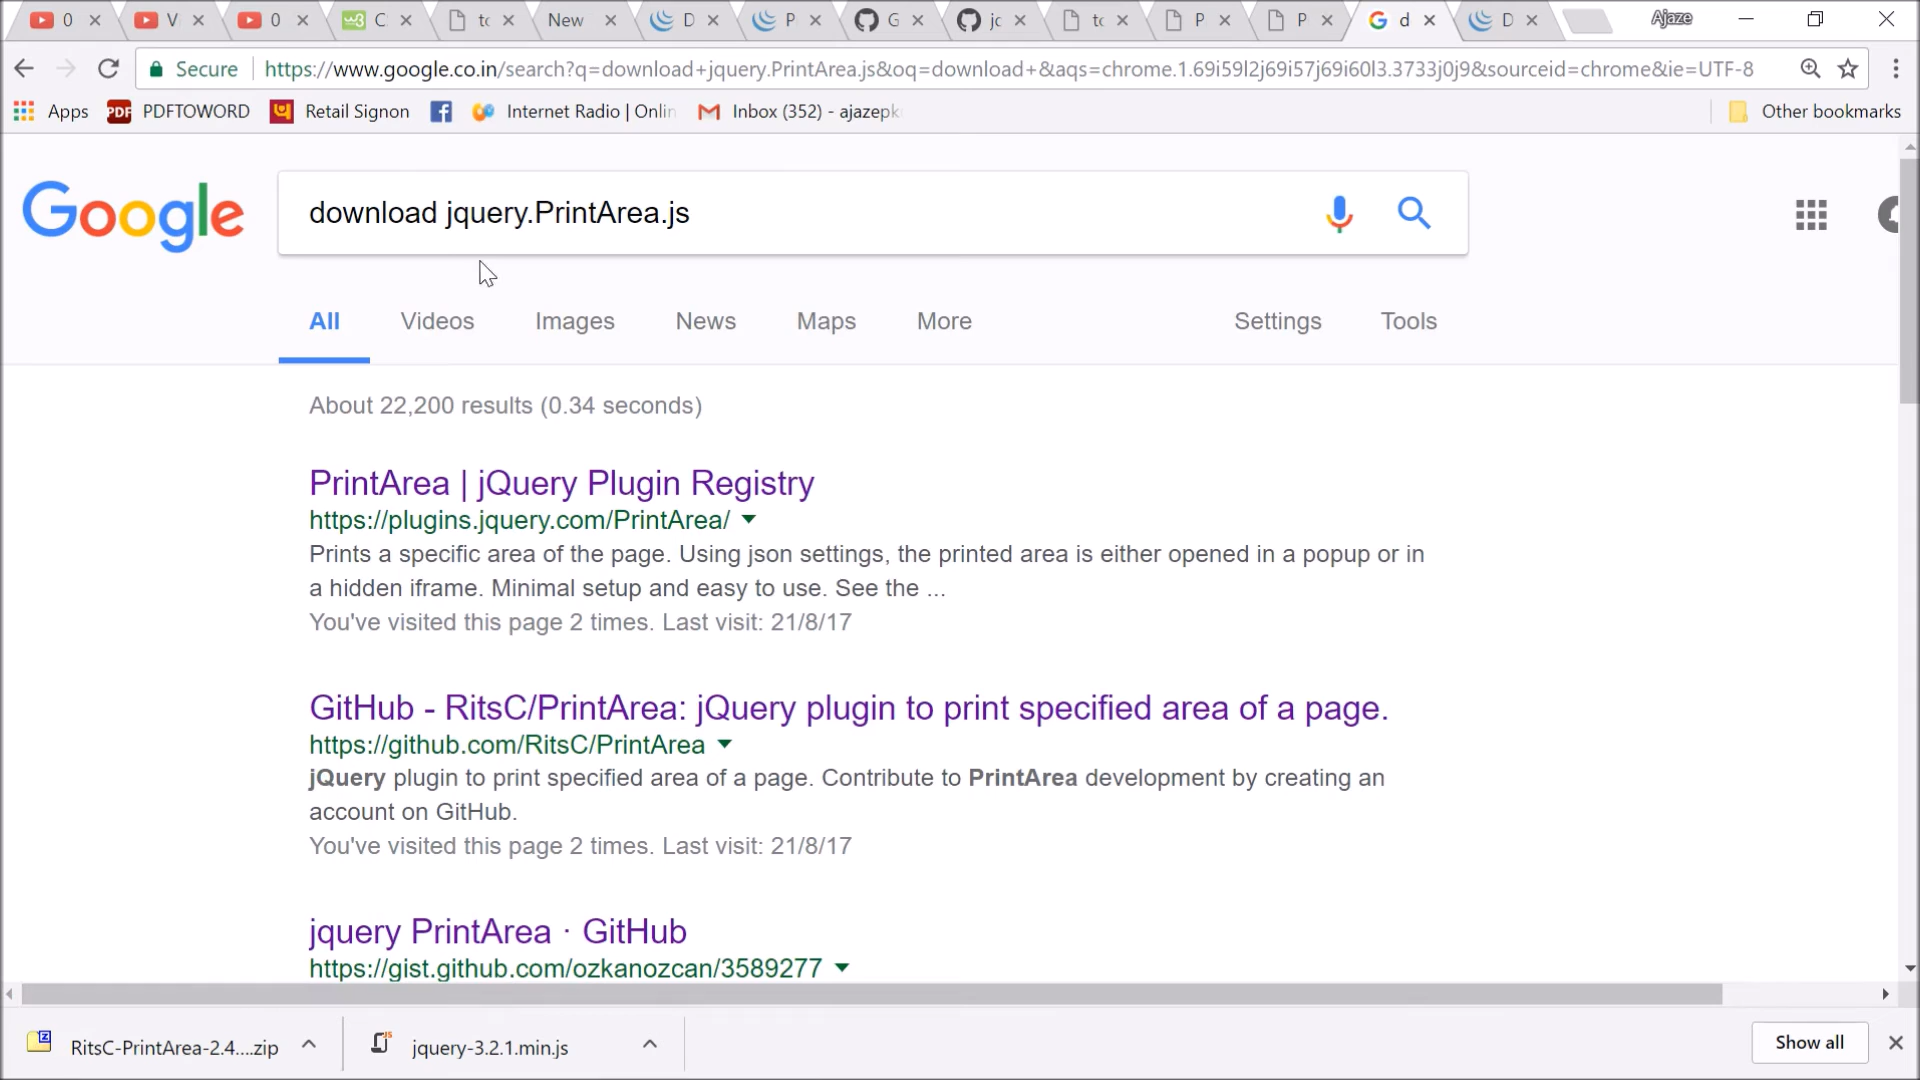 0 V 0 C tc New D P G jc tc P P d D Ajaze
Secure https://www.google.co.in/search?q=download+jquery.PrintArea.js&oq=download+&aqs=chrome.1.69i59l2j69i57j69i60l3.3733j0j9&sourceid=chrome&ie=UTF-8
Apps PDF PDFTOWORD Retail Signon Internet Radio | Onlin Inbox (352) - ajazepk Other bookmarks
Google download jquery.PrintArea.js
All Videos Images News Maps More Settings Tools
About 22,200 results (0.34 seconds)
PrintArea | jQuery Plugin Registry
https://plugins.jquery.com/PrintArea/
Prints a specific area of the page. Using json settings, the printed area is either opened in a popup or in
a hidden iframe. Minimal setup and easy to use. See the ...
You've visited this page 2 times. Last visit: 21/8/17
GitHub - RitsC/PrintArea: jQuery plugin to print specified area of a page.
https://github.com/RitsC/PrintArea
jQuery plugin to print specified area of a page. Contribute to PrintArea development by creating an
account on GitHub.
You've visited this page 2 times. Last visit: 21/8/17
jquery PrintArea · GitHub
https://gist.github.com/ozkanozcan/3589277
RitsC-PrintArea-2.4....zip jquery-3.2.1.min.js Show all